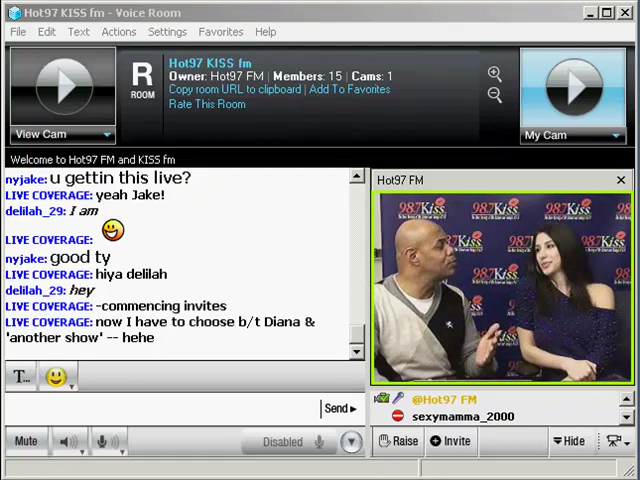 Hot97 KISS fm - Voice Room
File Edit Text Actions Settings Favorites Help
View Cam
R
ROOM
Hot97 KISS fm
Owner: Hot97 FM | Members: 15 | Cams: 1
Copy room URL to clipboard | Add To Favorites
Rate This Room
My Cam
Welcome to Hot97 FM and KISS fm
nyjake: u gettin this live?
LIVE COVERAGE: yeah Jake!
delilah_29: I am
LIVE COVERAGE:
nyjake: good ty
LIVE COVERAGE: hiya delilah
delilah_29: hey
LIVE COVERAGE: -commencing invites
LIVE COVERAGE: now I have to choose b/t Diana &
'another show' -- hehe
T...
Send
Mute
Disabled
Hot97 FM
98.7Kiss
@Hot97 FM
sexymamma_2000
Raise Invite Hide